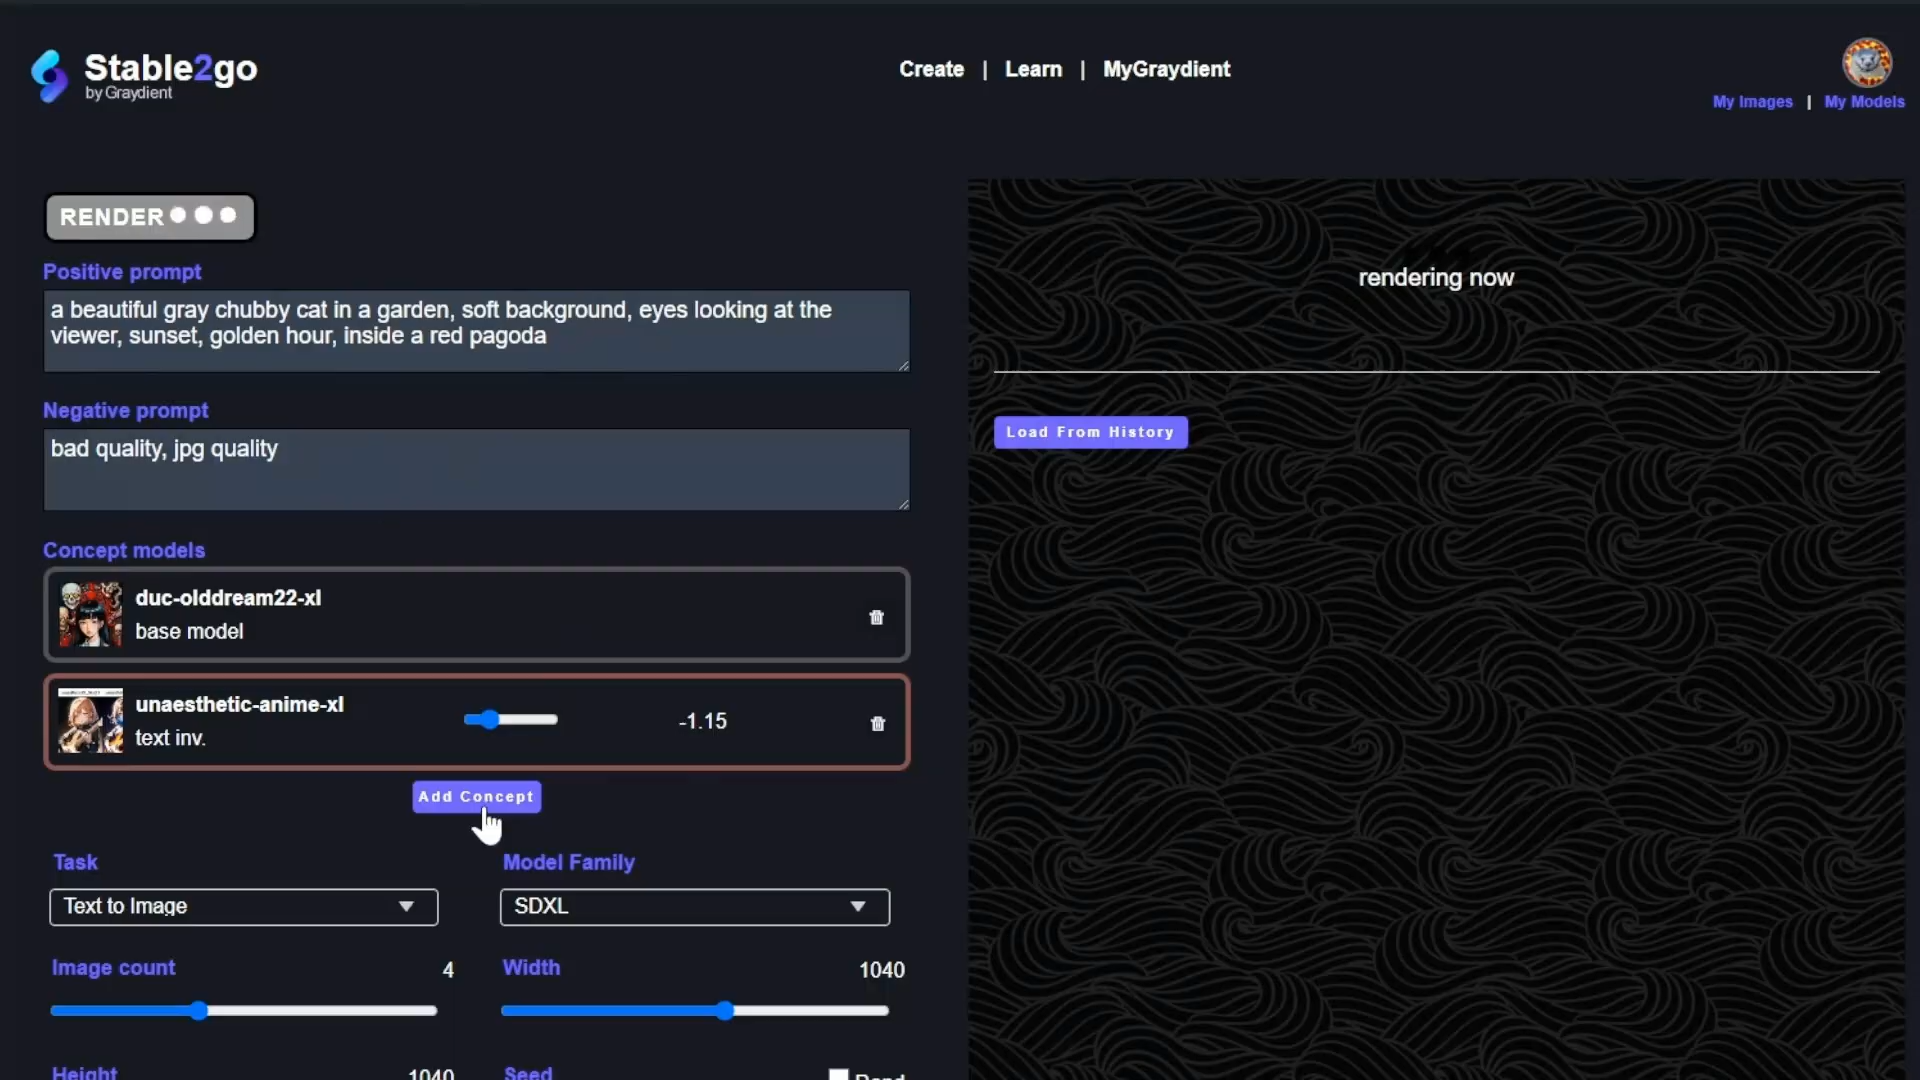 Stable2go
by Graydient
Create | Learn | MyGraydient
My Images | My Models
RENDER
Positive prompt
a beautiful gray chubby cat in a garden, soft background, eyes looking at the
viewer, sunset, golden hour, inside a red pagoda
Negative prompt
bad quality, jpg quality
Concept models
duc-olddream22-xl
base model
unaesthetic-anime-xl
text inv.
-1.15
Add Concept
Task
Model Family
Text to Image
SDXL
Image count
4
Width
1040
Height
1040
Seed
Rand
rendering now
Load From History